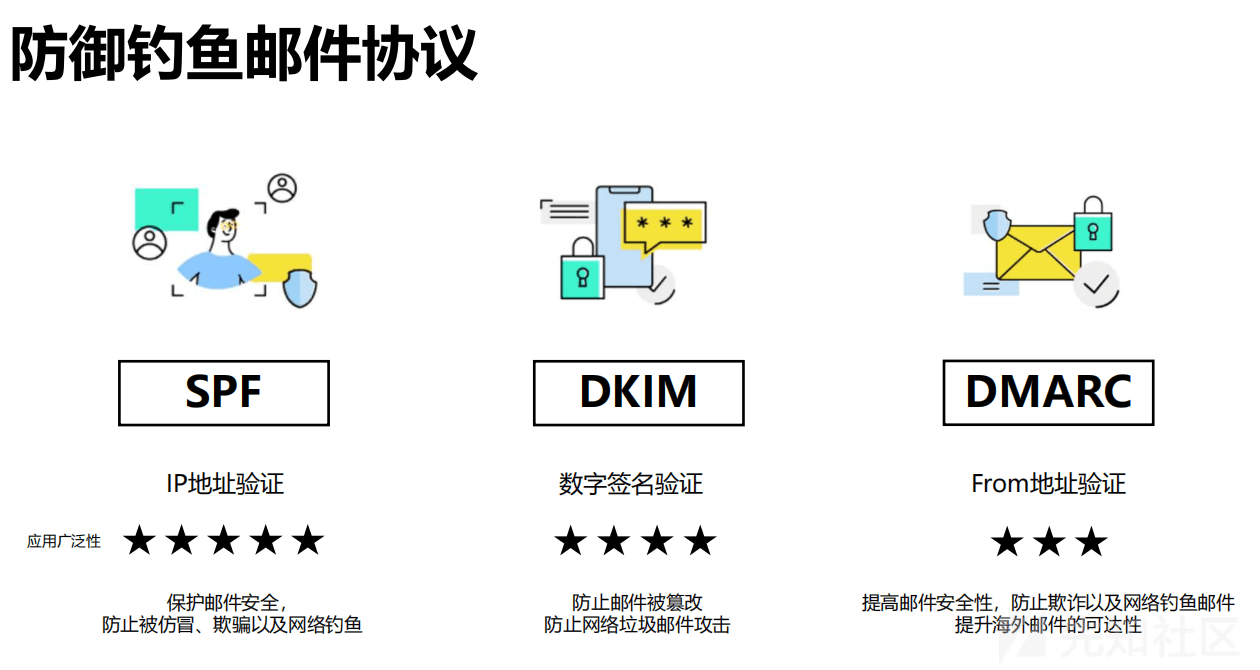 防御钓鱼邮件协议
***
SPF
DKIM
DMARC
IP地址验证
数字签名验证
From地址验证
应用广泛性 ★★★★★
★★★★
★★★
保护邮件安全，
防止被仿冒、欺骗以及网络钓鱼
防止邮件被篡改
防止网络垃圾邮件攻击
提高邮件安全性，防止欺诈以及网络钓鱼邮件
提升海外邮件的可达性
先知社区